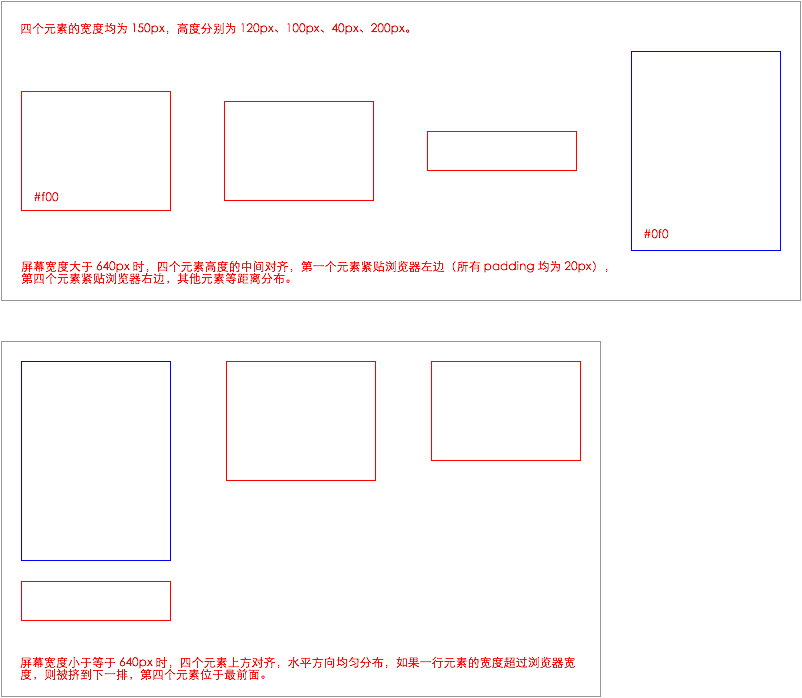 四个元素的宽度均为 150px，高度分别为 120px、100px、40px、200px。
#f00
#0f0
屏幕宽度大于 640px 时，四个元素高度的中间对齐，第一个元素紧贴浏览器左边（所有 padding 均为 20px），
第四个元素紧贴浏览器右边，其他元素等距离分布。
屏幕宽度小于等于 640px 时，四个元素上方对齐，水平方向均匀分布，如果一行元素的宽度超过浏览器宽
度，则被挤到下一排，第四个元素位于最前面。